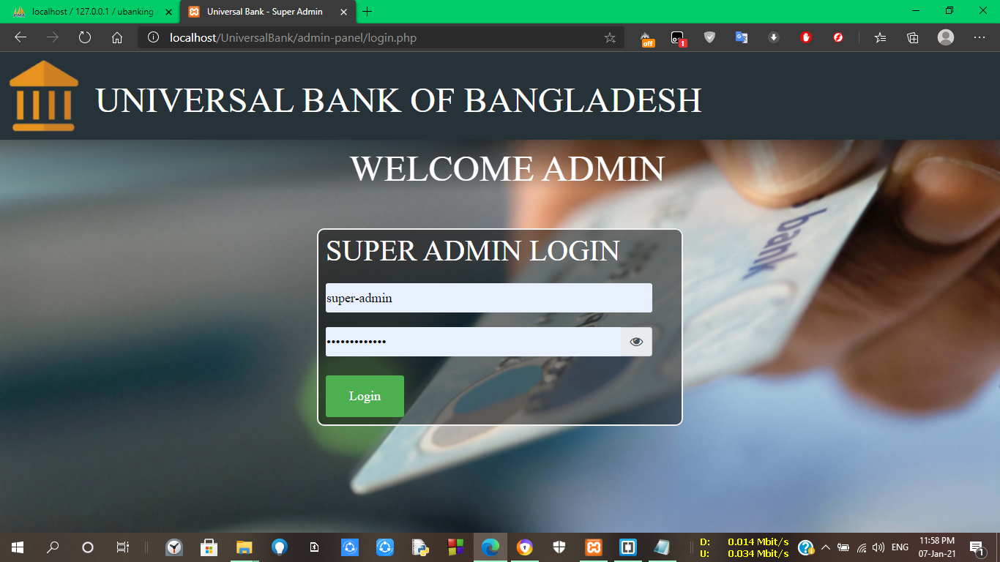 localhost / 127.0.0.1 / ubanking
Universal Bank - Super Admin
localhost/UniversalBank/admin-panel/login.php
off
1
UNIVERSAL BANK OF BANGLADESH
WELCOME ADMIN
bank
SUPER ADMIN LOGIN
super-admin
•••••••••••••
Login
D: 0.014 Mbit/s
U: 0.034 Mbit/s
ENG
11:58 PM
07-Jan-21
1